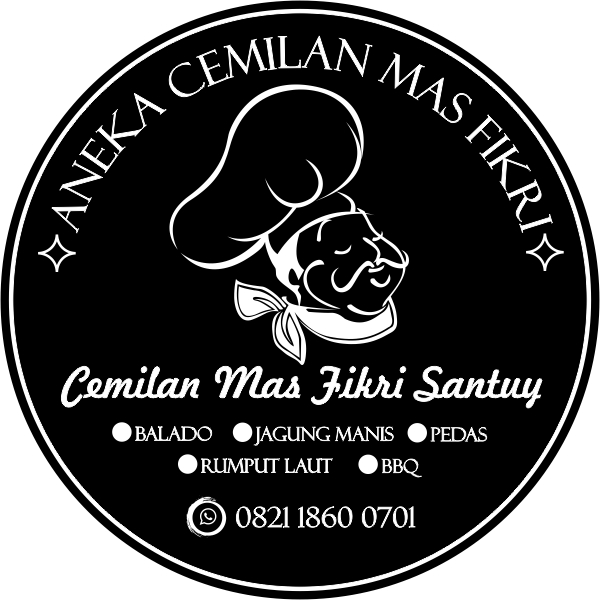 ANEKA CEMILAN MAS FIKRI
Cemilan Mas Fikri Santuy
BALADO JAGUNG MANIS PEDAS
RUMPUT LAUT BBQ
0821 1860 0701